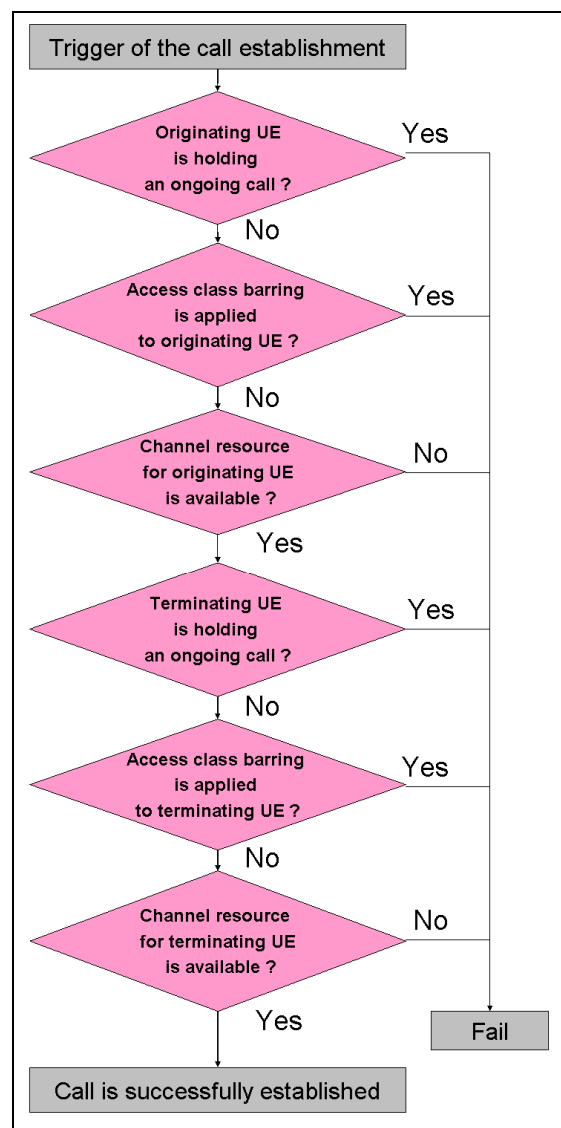 Trigger of the call establishment
Originating UE
is holding
an ongoing call ?
Yes
No
Access class barring
is applied
to originating UE ?
Yes
No
Channel resource
for originating UE
is available ?
No
Yes
Terminating UE
is holding
an ongoing call ?
Yes
No
Access class barring
is applied
to terminating UE ?
Yes
No
Channel resource
for terminating UE
is available ?
No
Yes
Fail
Call is successfully established